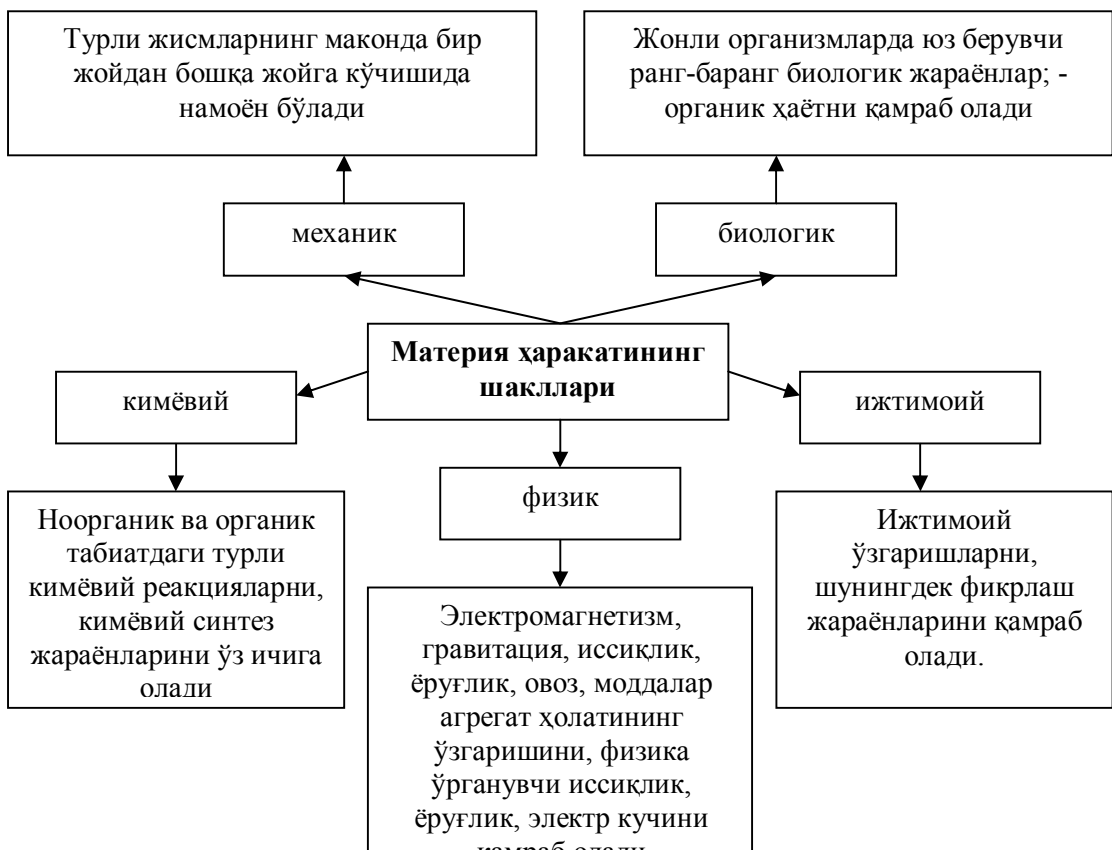 Турли жисмларнинг маконда бир
жойдан бошқа жойга кўчишида
намоён бўлади
Жонли организмларда юз берувчи
ранг-баранг биологик жараёнлар; -
органик ҳаётни қамраб олади
механик
биологик
Материя ҳаракатининг
шакллари
кимёвий
ижтимоий
физик
Ноорганик ва органик
табиатдаги турли
кимёвий реакцияларни,
кимёвий синтез
жараёнларини ўз ичига
олади
Ижтимоий
ўзгаришларни,
шунингдек фикрлаш
жараёнларини қамраб
олади.
Электромагнетизм,
гравитация, иссиқлик,
ёруғлик, овоз, моддалар
агрегат ҳолатининг
ўзгаришини, физика
ўрганувчи иссиқлик,
ёруғлик, электр кучини
қамраб олади